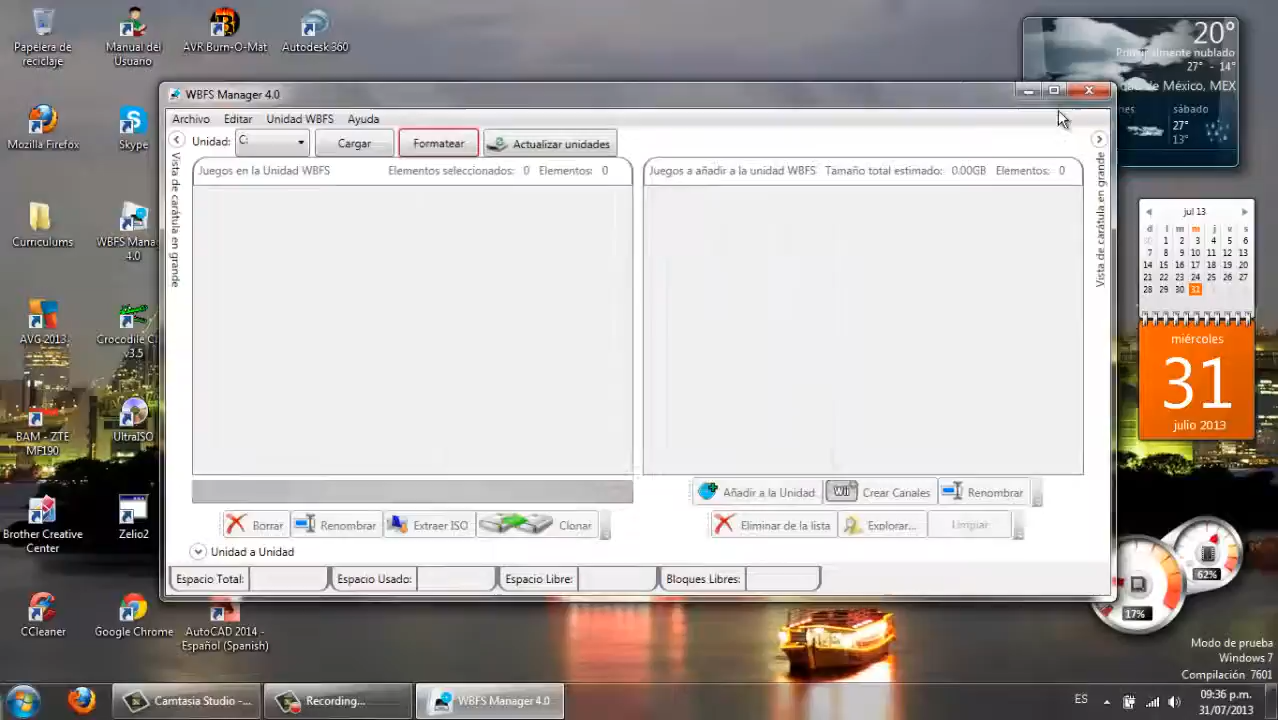 Papelera de
reciclaje
Manual del
Usuario
AVR Burn-O-Mat
Autodesk 360
Mozilla Firefox
Skype
Curriculums
WBFS Mana
4.0
AVG 2013
Crocodile C
v3.5
BAM - ZTE
MF190
UltraISO
Brother Creative
Center
Zelio2
CCleaner
Google Chrome
AutoCAD 2014 -
Español (Spanish)
WBFS Manager 4.0
Archivo Editar Unidad WBFS Ayuda
Unidad: C: Cargar Formatear Actualizar unidades
Vista de carátula en grande
Juegos en la Unidad WBFS Elementos seleccionados: 0 Elementos: 0
Juegos a añadir a la unidad WBFS Tamaño total estimado: 0.00GB Elementos: 0
Vista de carátula en grande
Añadir a la Unidad Wii Crear Canales Renombrar
Borrar Renombrar Extraer ISO Clonar
Eliminar de la lista Explorar... Limpiar
Unidad a Unidad
Espacio Total: Espacio Usado: Espacio Libre: Bloques Libres:
20°
nublado
27° - 14°
de México, MEX
nes sábado
27°
13°
jul 13
d l m m j v s
30 1 2 3 4 5 6
7 8 9 10 11 12 13
14 15 16 17 18 19 20
21 22 23 24 25 26 27
28 29 30 31 1
miércoles
31
julio 2013
62%
17%
Modo de prueba
Windows 7
Compilación 7601
Camtasia Studio -...
Recording...
WBFS Manager 4.0
ES
09:36 p.m.
31/07/2013